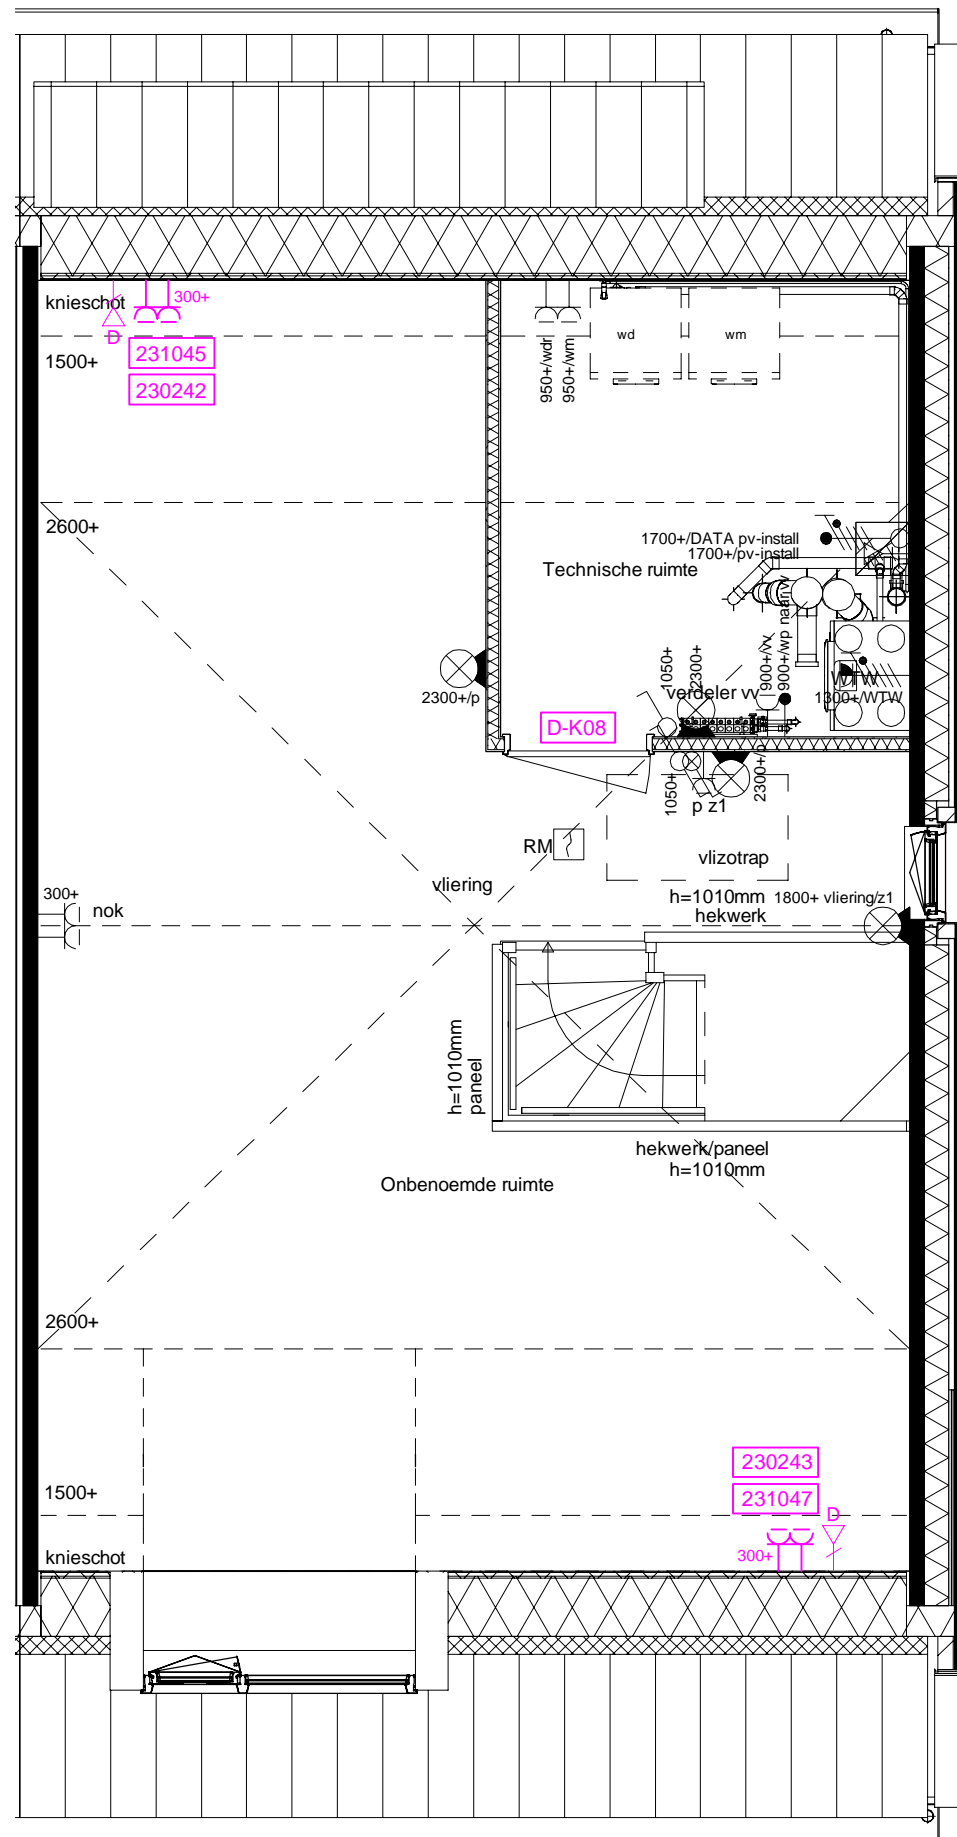 knieschot
300+
D
1500+
231045
230242
950+/wdr
950+/wm
wd
wm
2600+
1700+/DATA pv-install
1700+/pv-install
Technische ruimte
2300+/p
1050+
2300+
verdeler vv
900+/vv
900+/wp naar vv
WTW
1300+/WTW
D-K08
1050+
p z1
2300+/p
RM
vlizotrap
vliering
300+
nok
h=1010mm
hekwerk
1800+ vliering/z1
h=1010mm
paneel
hekwerk/paneel
h=1010mm
Onbenoemde ruimte
2600+
230243
1500+
231047
D
knieschot
300+